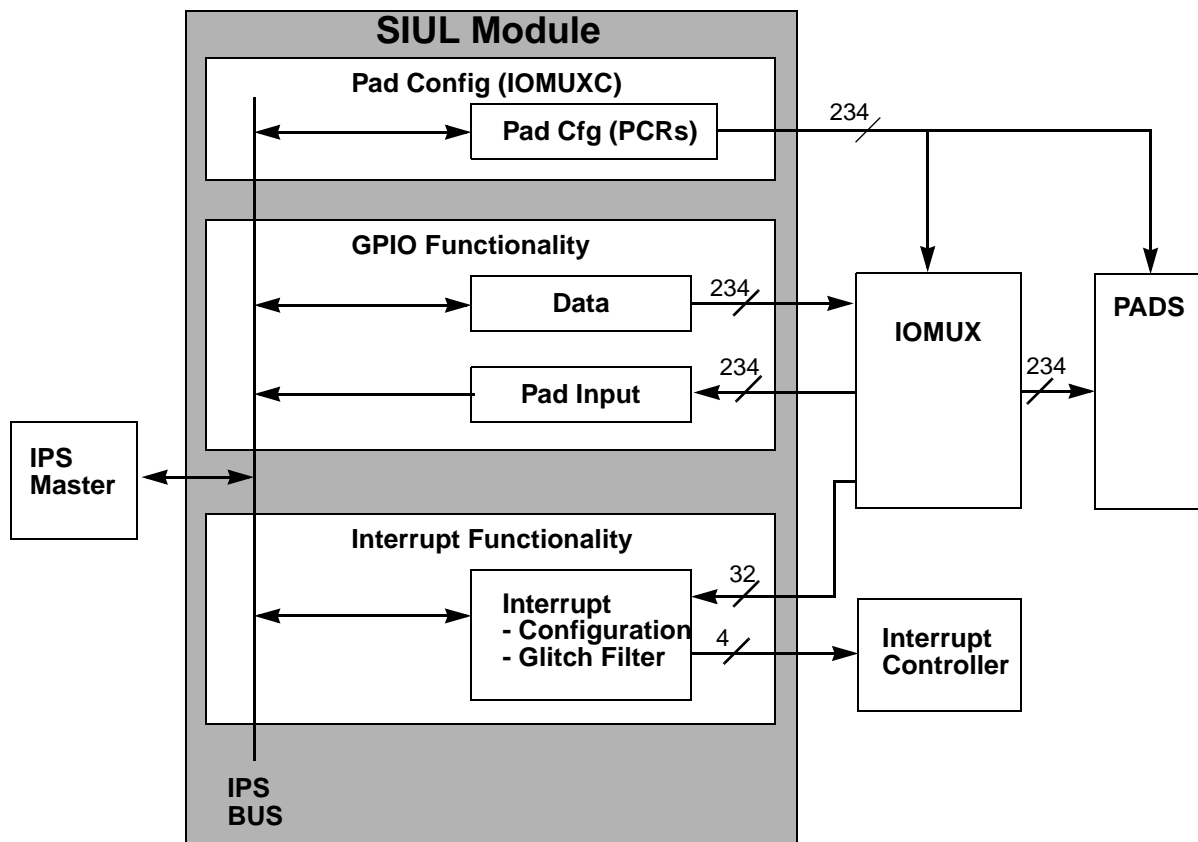 SIUL Module
Pad Config (IOMUXC)
Pad Cfg (PCRs)
234
GPIO Functionality
Data
234
Pad Input
234
IOMUX
234
PADS
IPS
Master
Interrupt Functionality
Interrupt
- Configuration
- Glitch Filter
32
4
Interrupt
Controller
IPS
BUS